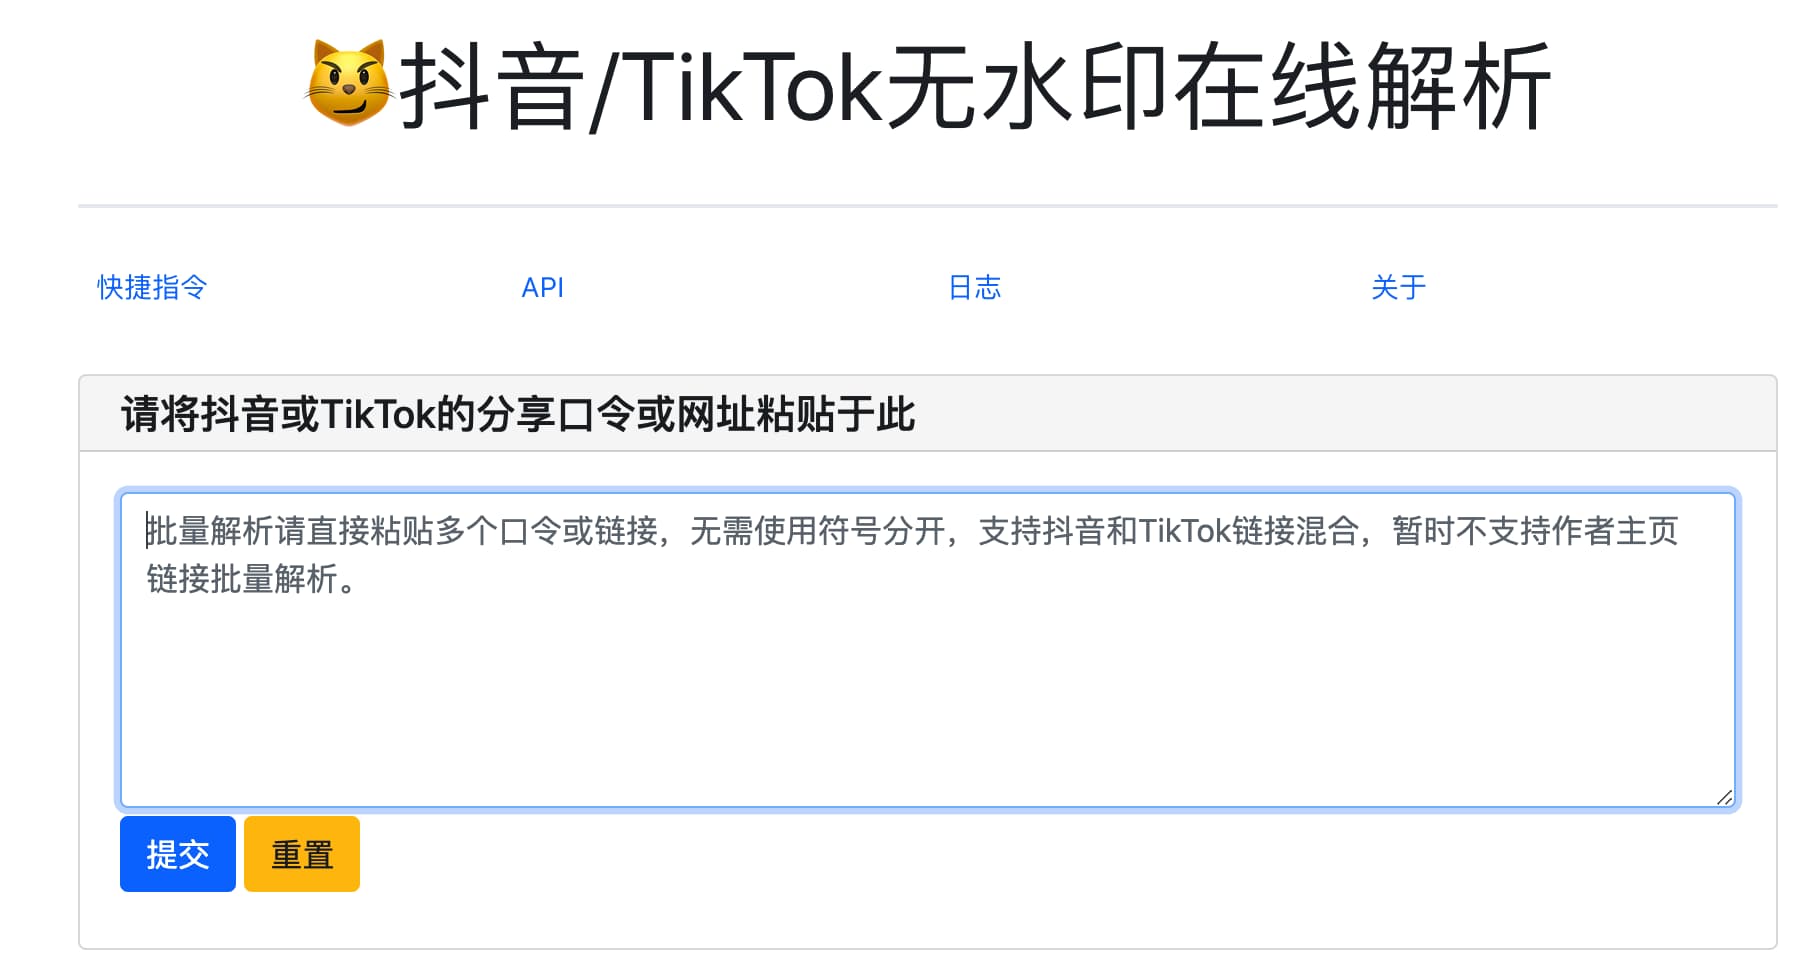 😼抖音/TikTok无水印在线解析
快捷指令
API
日志
关于
请将抖音或TikTok的分享口令或网址粘贴于此
批量解析请直接粘贴多个口令或链接，无需使用符号分开，支持抖音和TikTok链接混合，暂时不支持作者主页
链接批量解析。
提交
重置